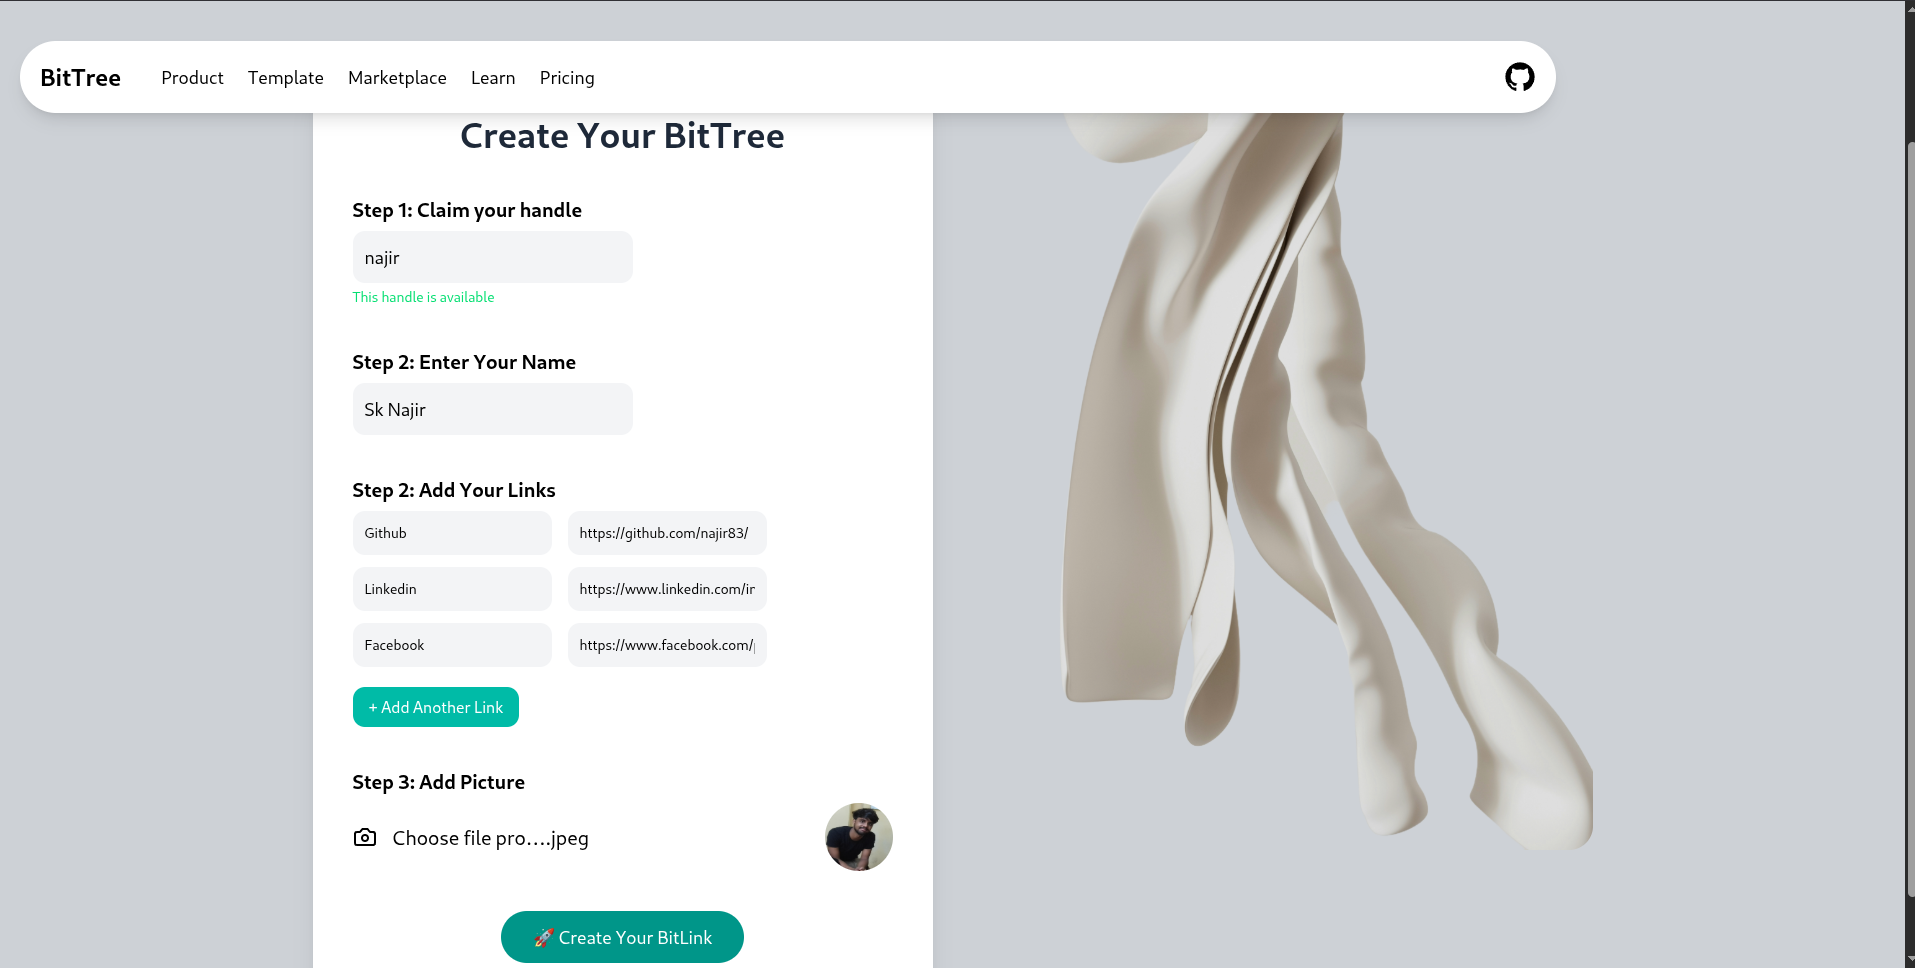 BitTree Product Template Marketplace Learn Pricing
Create Your BitTree
Step 1: Claim your handle
najir
This handle is available
Step 2: Enter Your Name
Sk Najir
Step 2: Add Your Links
Github https://github.com/najir83/
Linkedin https://www.linkedin.com/in
Facebook https://www.facebook.com/
+ Add Another Link
Step 3: Add Picture
Choose file pro....jpeg
🚀 Create Your BitLink